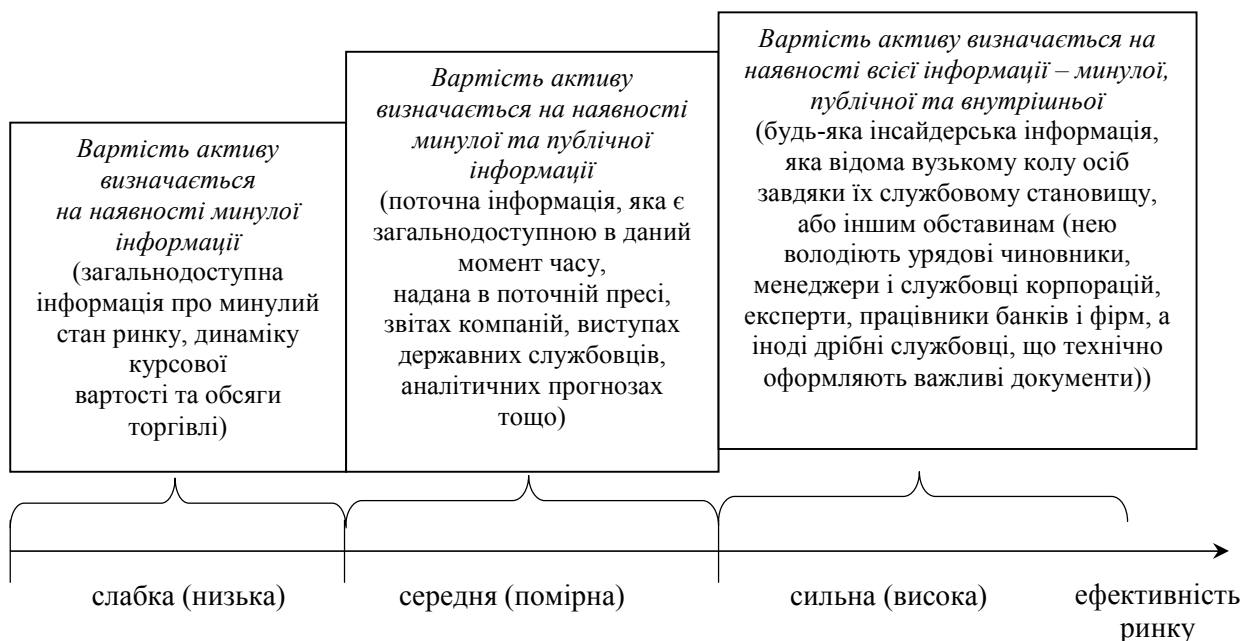 Вартість активу
визначається
на наявності минулої
інформації
(загальнодоступна
інформація про минулий
стан ринку, динаміку
курсової
вартості та обсяги
торгівлі)
Вартість активу
визначається на наявності
минулої та публічної
інформації
(поточна інформація, яка є
загальнодоступною в даний
момент часу,
надана в поточній пресі,
звітах компаній, виступах
державних службовців,
аналітичних прогнозах
тощо)
Вартість активу визначається на
наявності всієї інформації – минулої,
публічної та внутрішньої
(будь-яка інсайдерська інформація,
яка відома вузькому колу осіб
завдяки їх службовому становищу,
або іншим обставинам (нею
володіють урядові чиновники,
менеджери і службовці корпорацій,
експерти, працівники банків і фірм, а
іноді дрібні службовці, що технічно
оформляють важливі документи))
слабка (низька)
середня (помірна)
сильна (висока)
ефективність
ринку